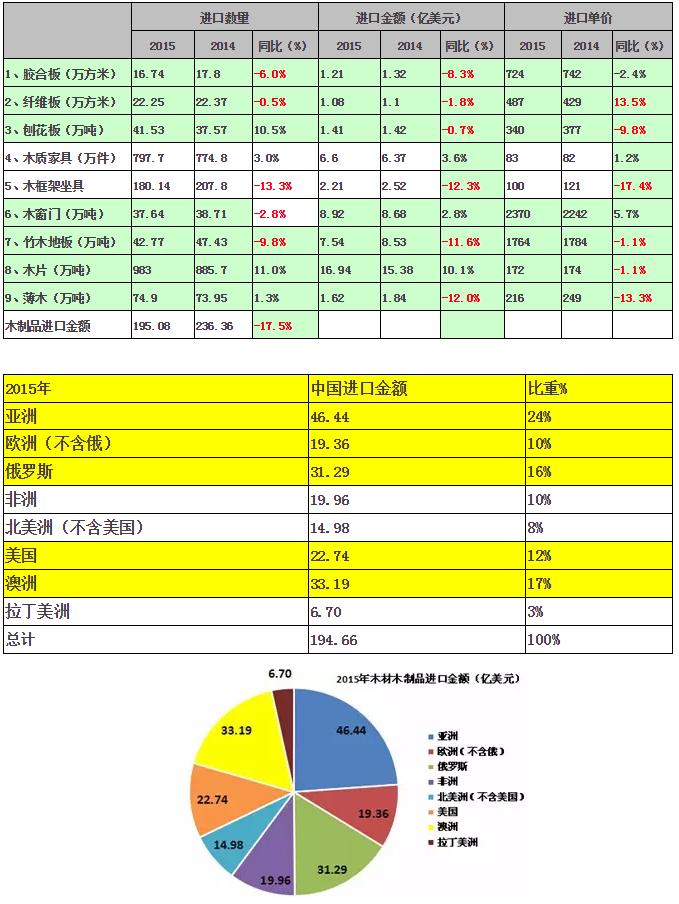 进口数量 进口金额（亿美元） 进口单价
2015 2014 同比（%） 2015 2014 同比（%） 2015 2014 同比（%）
1、胶合板（万方米） 16.74 17.8 -6.0% 1.21 1.32 -8.3% 724 742 -2.4%
2、纤维板（万方米） 22.25 22.37 -0.5% 1.08 1.1 -1.8% 487 429 13.5%
3、刨花板（万吨） 41.53 37.57 10.5% 1.41 1.42 -0.7% 340 377 -9.8%
4、木质家具（万件） 797.7 774.8 3.0% 6.6 6.37 3.6% 83 82 1.2%
5、木框架坐具 180.14 207.8 -13.3% 2.21 2.52 -12.3% 100 121 -17.4%
6、木窗门（万吨） 37.64 38.71 -2.8% 8.92 8.68 2.8% 2370 2242 5.7%
7、竹木地板（万吨） 42.77 47.43 -9.8% 7.54 8.53 -11.6% 1764 1784 -1.1%
8、木片（万吨） 983 885.7 11.0% 16.94 15.38 10.1% 172 174 -1.1%
9、薄木（万吨） 74.9 73.95 1.3% 1.62 1.84 -12.0% 216 249 -13.3%
木制品进口金额 195.08 236.36 -17.5%
2015年 中国进口金额 比重%
亚洲 46.44 24%
欧洲（不含俄） 19.36 10%
俄罗斯 31.29 16%
非洲 19.96 10%
北美洲（不含美国） 14.98 8%
美国 22.74 12%
澳洲 33.19 17%
拉丁美洲 6.70 3%
总计 194.66 100%
2015年木材木制品进口金额（亿美元）
6.70
33.19
46.44
22.74
19.36
14.98
31.29
19.96
亚洲
欧洲（不含俄）
俄罗斯
非洲
北美洲（不含美国）
美国
澳洲
拉丁美洲